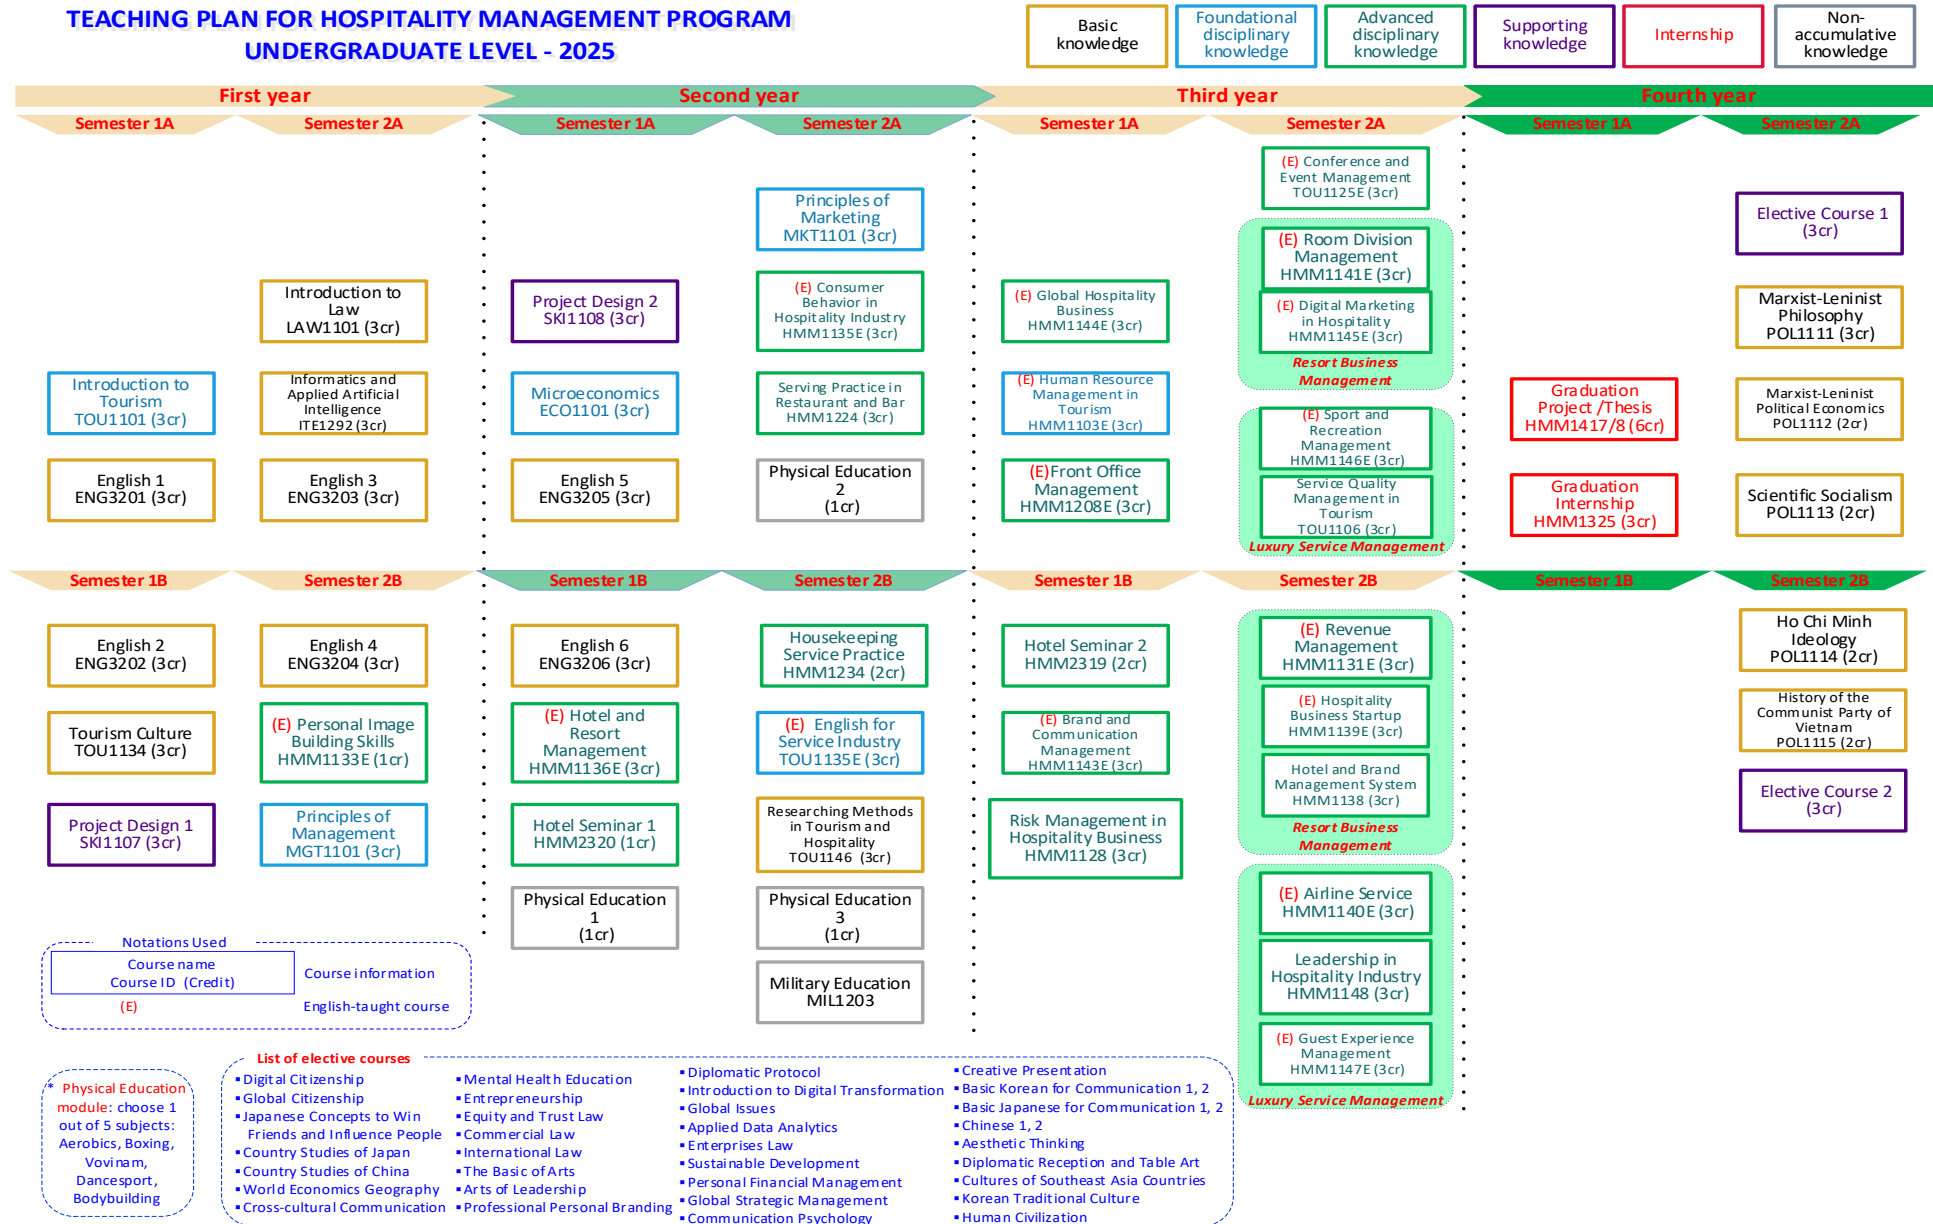 TEACHING PLAN FOR HOSPITALITY MANAGEMENT PROGRAM
UNDERGRADUATE LEVEL - 2025
Basic
knowledge
Foundational
disciplinary
knowledge
Advanced
disciplinary
knowledge
Supporting
knowledge
Internship
Non-
accumulative
knowledge
First year
Second year
Third year
Fourth year
Semester 1A
Semester 2A
Semester 1A
Semester 2A
Semester 1A
Semester 2A
Semester 1A
Semester 2A
Introduction to
Tourism
TOU1101 (3cr)
English 1
ENG3201 (3cr)
Introduction to
Law
LAW1101 (3cr)
Informatics and
Applied Artificial
Intelligence
ITE1292 (3cr)
English 3
ENG3203 (3cr)
Project Design 2
SKI1108 (3cr)
Microeconomics
ECO1101 (3cr)
English 5
ENG3205 (3cr)
Principles of
Marketing
MKT1101 (3cr)
(E) Consumer
Behavior in
Hospitality Industry
HMM1135E (3cr)
Serving Practice in
Restaurant and Bar
HMM1224 (3cr)
Physical Education
2
(1cr)
(E) Global Hospitality
Business
HMM1144E (3cr)
(E) Human Resource
Management in
Tourism
HMM1103E (3cr)
(E)Front Office
Management
HMM1208E (3cr)
(E) Conference and
Event Management
TOU1125E (3cr)
(E) Room Division
Management
HMM1141E (3cr)
(E) Digital Marketing
in Hospitality
HMM1145E (3cr)
Resort Business
Management
(E) Sport and
Recreation
Management
HMM1146E (3cr)
Service Quality
Management in
Tourism
TOU1106 (3cr)
Luxury Service Management
Graduation
Project /Thesis
HMM1417/8 (6cr)
Graduation
Internship
HMM1325 (3cr)
Elective Course 1
(3cr)
Marxist-Leninist
Philosophy
POL1111 (3cr)
Marxist-Leninist
Political Economics
POL1112 (2cr)
Scientific Socialism
POL1113 (2cr)
Semester 1B
Semester 2B
Semester 1B
Semester 2B
Semester 1B
Semester 2B
Semester 1B
Semester 2B
English 2
ENG3202 (3cr)
Tourism Culture
TOU1134 (3cr)
Project Design 1
SKI1107 (3cr)
English 4
ENG3204 (3cr)
(E) Personal Image
Building Skills
HMM1133E (1cr)
Principles of
Management
MGT1101 (3cr)
English 6
ENG3206 (3cr)
(E) Hotel and
Resort
Management
HMM1136E (3cr)
Hotel Seminar 1
HMM2320 (1cr)
Physical Education
1
(1cr)
Housekeeping
Service Practice
HMM1234 (2cr)
(E) English for
Service Industry
TOU1135E (3cr)
Researching Methods
in Tourism and
Hospitality
TOU1146 (3cr)
Physical Education
3
(1cr)
Military Education
MIL1203
Hotel Seminar 2
HMM2319 (2cr)
(E) Brand and
Communication
Management
HMM1143E (3cr)
Risk Management in
Hospitality Business
HMM1128 (3cr)
(E) Revenue
Management
HMM1131E (3cr)
(E) Hospitality
Business Startup
HMM1139E (3cr)
Hotel and Brand
Management System
HMM1138 (3cr)
Resort Business
Management
(E) Airline Service
HMM1140E (3cr)
Leadership in
Hospitality Industry
HMM1148 (3cr)
(E) Guest Experience
Management
HMM1147E (3cr)
Luxury Service Management
Ho Chi Minh
Ideology
POL1114 (2cr)
History of the
Communist Party of
Vietnam
POL1115 (2cr)
Elective Course 2
(3cr)
Notations Used
Course name
Course ID (Credit)
Course information
(E)
English-taught course
* Physical Education
module: choose 1
out of 5 subjects:
Aerobics, Boxing,
Vovinam,
Dancesport,
Bodybuilding
List of elective courses
▪ Digital Citizenship
▪ Global Citizenship
▪ Japanese Concepts to Win
Friends and Influence People
▪ Country Studies of Japan
▪ Country Studies of China
▪ World Economics Geography
▪ Cross-cultural Communication
▪ Mental Health Education
▪ Entrepreneurship
▪ Equity and Trust Law
▪ Commercial Law
▪ International Law
▪ The Basic of Arts
▪ Arts of Leadership
▪ Professional Personal Branding
▪ Diplomatic Protocol
▪ Introduction to Digital Transformation
▪ Global Issues
▪ Applied Data Analytics
▪ Enterprises Law
▪ Sustainable Development
▪ Personal Financial Management
▪ Global Strategic Management
▪ Communication Psychology
▪ Creative Presentation
▪ Basic Korean for Communication 1, 2
▪ Basic Japanese for Communication 1, 2
▪ Chinese 1, 2
▪ Aesthetic Thinking
▪ Diplomatic Reception and Table Art
▪ Cultures of Southeast Asia Countries
▪ Korean Traditional Culture
▪ Human Civilization